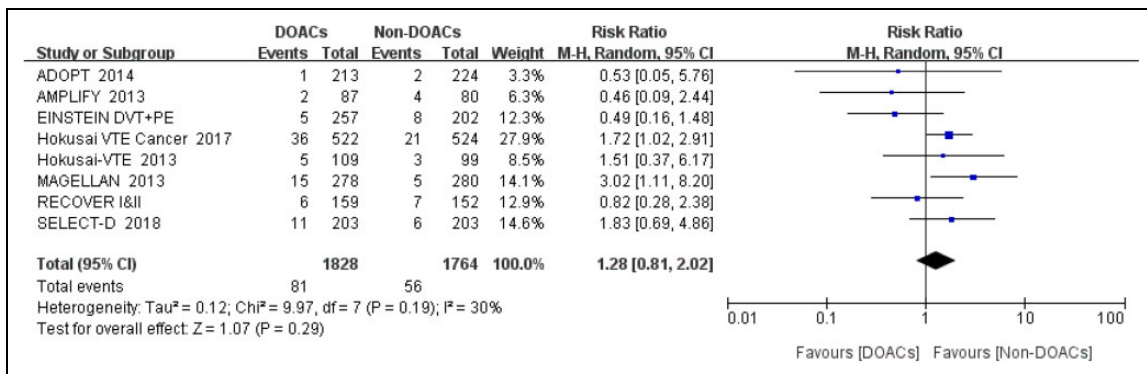 DOACs Non-DOACs Risk Ratio Risk Ratio
Study or Subgroup Events Total Events Total Weight M-H, Random, 95% CI M-H, Random, 95% CI
ADOPT 2014 1 213 2 224 3.3% 0.53 [0.05, 5.76]
AMPLIFY 2013 2 87 4 80 6.3% 0.46 [0.09, 2.44]
EINSTEIN DVT+PE 5 257 8 202 12.3% 0.49 [0.16, 1.48]
Hokusai VTE Cancer 2017 36 522 21 524 27.9% 1.72 [1.02, 2.91]
Hokusai-VTE 2013 5 109 3 99 8.5% 1.51 [0.37, 6.17]
MAGELLAN 2013 15 278 5 280 14.1% 3.02 [1.11, 8.20]
RECOVER I&II 6 159 7 152 12.9% 0.82 [0.28, 2.38]
SELECT-D 2018 11 203 6 203 14.6% 1.83 [0.69, 4.86]
Total (95% CI) 1828 1764 100.0% 1.28 [0.81, 2.02]
Total events 81 56
Heterogeneity: Tau² = 0.12; Chi² = 9.97, df = 7 (P = 0.19); I² = 30%
Test for overall effect: Z = 1.07 (P = 0.29)
0.01 0.1 1 10 100
Favours [DOACs] Favours [Non-DOACs]